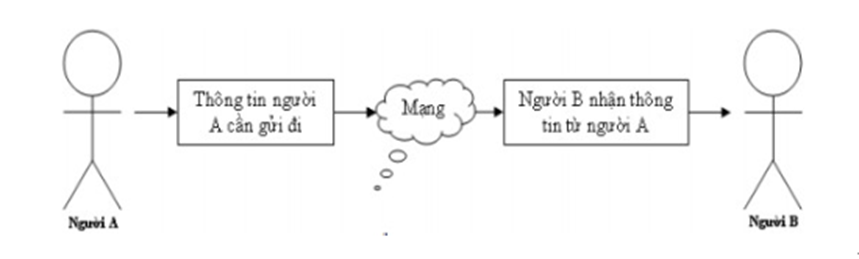 Thông tin người
A cần gửi đi
Mạng
Người B nhận thông
tin từ người A
Người A
Người B